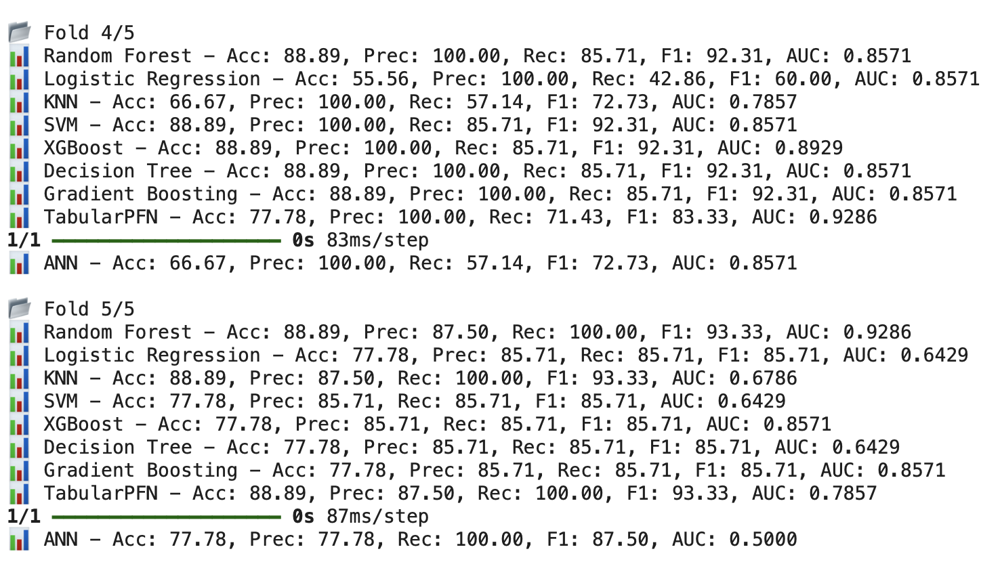 Fold 4/5
Random Forest – Acc: 88.89, Prec: 100.00, Rec: 85.71, F1: 92.31, AUC: 0.8571
Logistic Regression – Acc: 55.56, Prec: 100.00, Rec: 42.86, F1: 60.00, AUC: 0.8571
KNN – Acc: 66.67, Prec: 100.00, Rec: 57.14, F1: 72.73, AUC: 0.7857
SVM – Acc: 88.89, Prec: 100.00, Rec: 85.71, F1: 92.31, AUC: 0.8571
XGBoost – Acc: 88.89, Prec: 100.00, Rec: 85.71, F1: 92.31, AUC: 0.8929
Decision Tree – Acc: 88.89, Prec: 100.00, Rec: 85.71, F1: 92.31, AUC: 0.8571
Gradient Boosting – Acc: 88.89, Prec: 100.00, Rec: 85.71, F1: 92.31, AUC: 0.8571
TabularPFN – Acc: 77.78, Prec: 100.00, Rec: 71.43, F1: 83.33, AUC: 0.9286
1/1 0s 83ms/step
ANN – Acc: 66.67, Prec: 100.00, Rec: 57.14, F1: 72.73, AUC: 0.8571
Fold 5/5
Random Forest – Acc: 88.89, Prec: 87.50, Rec: 100.00, F1: 93.33, AUC: 0.9286
Logistic Regression – Acc: 77.78, Prec: 85.71, Rec: 85.71, F1: 85.71, AUC: 0.6429
KNN – Acc: 88.89, Prec: 87.50, Rec: 100.00, F1: 93.33, AUC: 0.6786
SVM – Acc: 77.78, Prec: 85.71, Rec: 85.71, F1: 85.71, AUC: 0.6429
XGBoost – Acc: 77.78, Prec: 85.71, Rec: 85.71, F1: 85.71, AUC: 0.8571
Decision Tree – Acc: 77.78, Prec: 85.71, Rec: 85.71, F1: 85.71, AUC: 0.6429
Gradient Boosting – Acc: 77.78, Prec: 85.71, Rec: 85.71, F1: 85.71, AUC: 0.8571
TabularPFN – Acc: 88.89, Prec: 87.50, Rec: 100.00, F1: 93.33, AUC: 0.7857
1/1 0s 87ms/step
ANN – Acc: 77.78, Prec: 77.78, Rec: 100.00, F1: 87.50, AUC: 0.5000